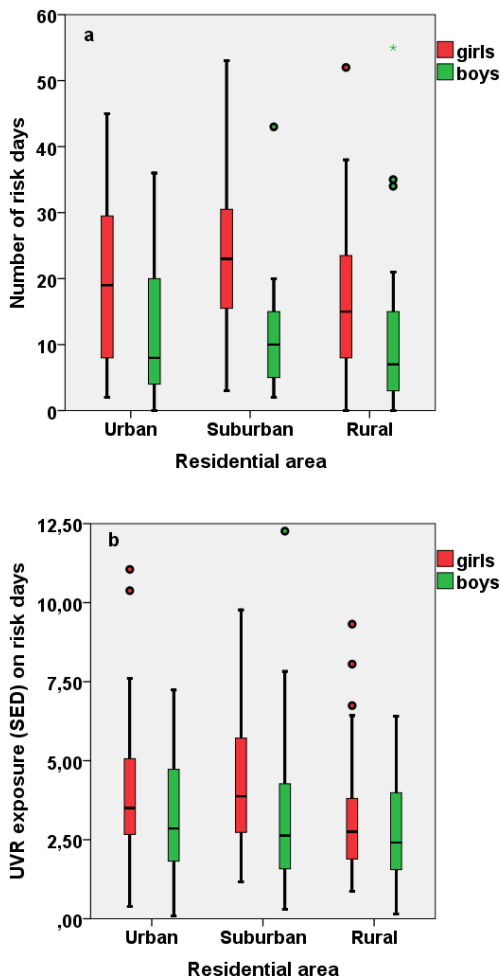 a
60
50
40
30
20
10
0
Number of risk days
girls
boys
Urban Suburban Rural
Residential area
b
12,50
10,00
7,50
5,00
2,50
,00
UVR exposure (SED) on risk days
girls
boys
Urban Suburban Rural
Residential area